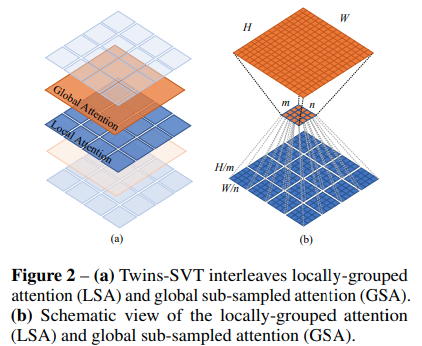 H
W
Global Attention
Local Attention
m
n
H/m
W/n
(a)
(b)
Figure 2 – (a) Twins-SVT interleaves locally-grouped
attention (LSA) and global sub-sampled attention (GSA).
(b) Schematic view of the locally-grouped attention
(LSA) and global sub-sampled attention (GSA).